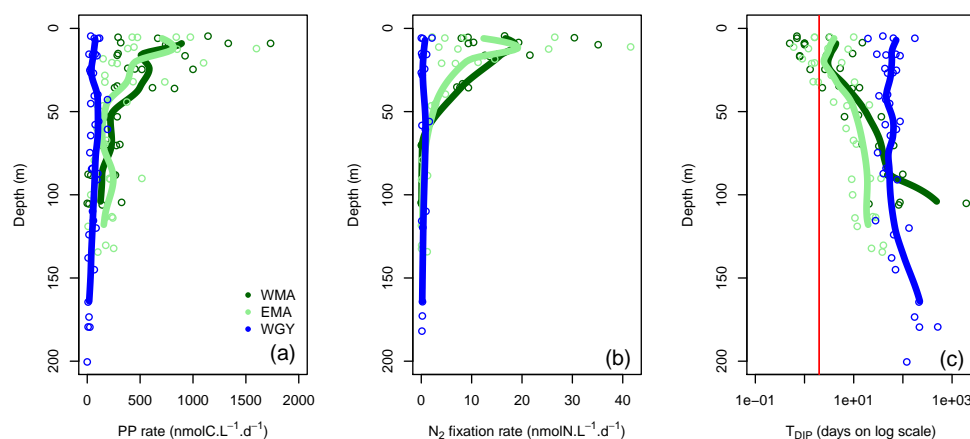 0
50
100
150
200
Depth (m)
0 500 1000 1500 2000
PP rate (nmolC.L⁻¹.d⁻¹)
WMA
EMA
WGY
(a)
0
50
100
150
200
Depth (m)
0 10 20 30 40
N₂ fixation rate (nmolN.L⁻¹.d⁻¹)
(b)
0
50
100
150
200
Depth (m)
1e−01 1e+01 1e+03
T_DIP (days on log scale)
(c)